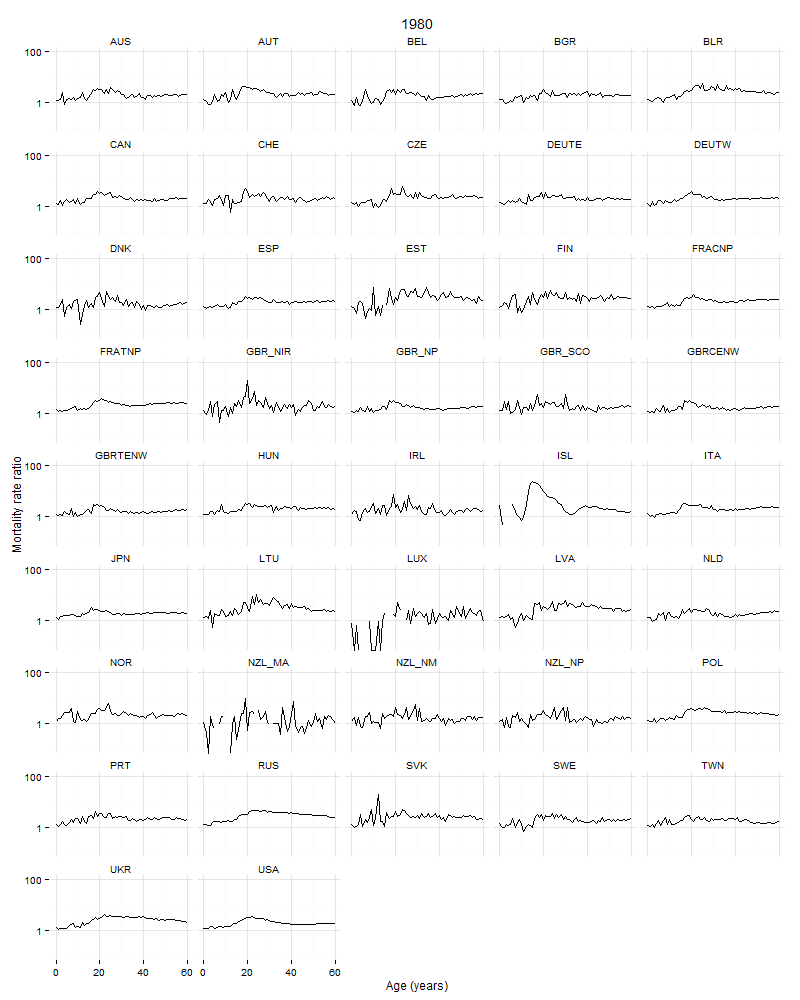 1980
AUS AUT BEL BGR BLR
100
1
CAN CHE CZE DEUTE DEUTW
100
1
DNK ESP EST FIN FRACNP
100
1
FRATNP GBR_NIR GBR_NP GBR_SCO GBRCENW
100
1
GBRTENW HUN IRL ISL ITA
100
1
JPN LTU LUX LVA NLD
100
1
NOR NZL_MA NZL_NM NZL_NP POL
100
1
PRT RUS SVK SWE TWN
100
1
UKR USA
100
1
0 20 40 60 0 20 40 60
Age (years)
Mortality rate ratio